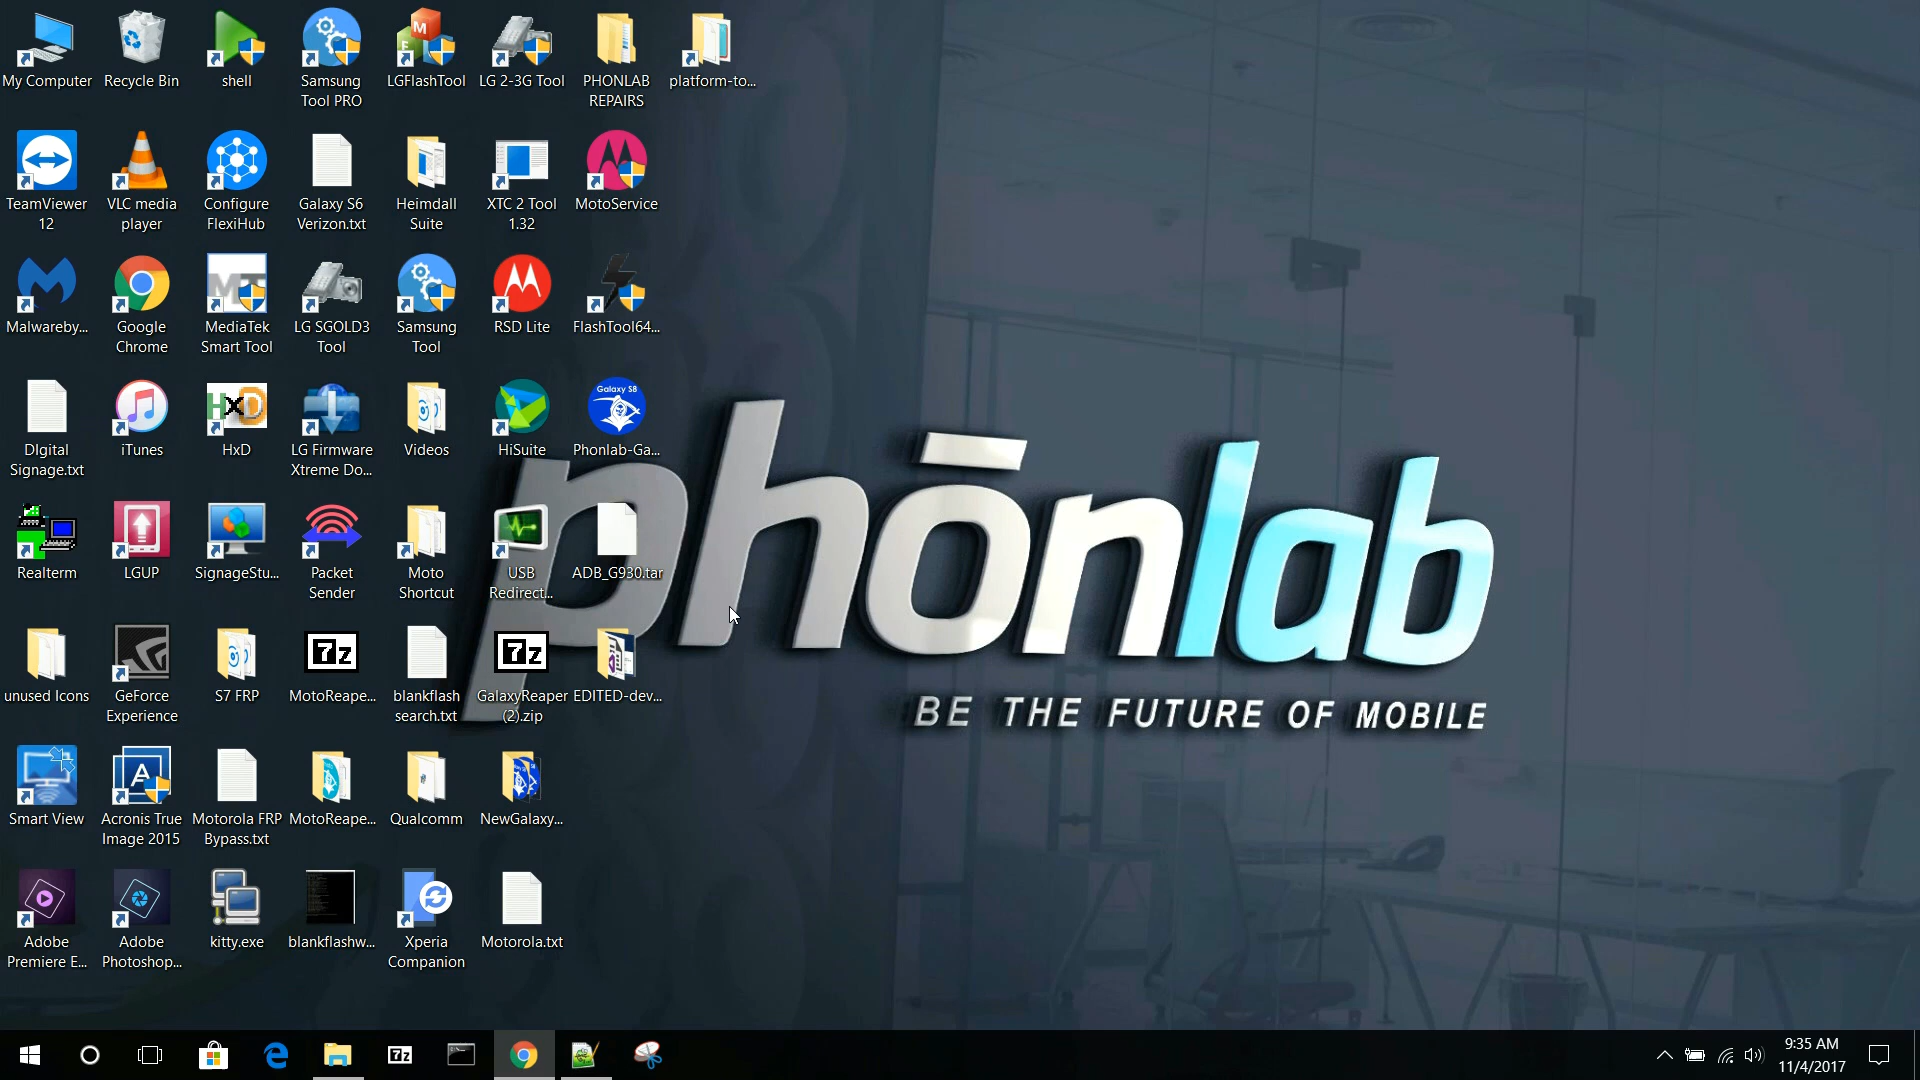 My Computer
Recycle Bin
shell
Samsung
Tool PRO
LGFlashTool
LG 2-3G Tool
PHONLAB
REPAIRS
platform-to...
TeamViewer
12
VLC media
player
Configure
FlexiHub
Galaxy S6
Verizon.txt
Heimdall
Suite
XTC 2 Tool
1.32
MotoService
Malwareby...
Google
Chrome
MediaTek
Smart Tool
LG SGOLD3
Tool
Samsung
Tool
RSD Lite
FlashTool64...
DIgital
Signage.txt
iTunes
HxD
HxD
LG Firmware
Xtreme Do...
Videos
HiSuite
Galaxy S8
Phonlab-Ga...
Realterm
LGUP
SignageStu...
Packet
Sender
Moto
Shortcut
USB
Redirect...
ADB_G930.tar
unused Icons
GeForce
Experience
S7 FRP
7z
MotoReape...
blankflash
search.txt
7z
GalaxyReaper
(2).zip
EDITED-dev...
Smart View
Acronis True
Image 2015
Motorola FRP
Bypass.txt
MotoReape...
Qualcomm
NewGalaxy...
Adobe
Premiere E...
Adobe
Photoshop...
kitty.exe
blankflashw...
Xperia
Companion
Motorola.txt
phōnlab
BE THE FUTURE OF MOBILE
7z
9:35 AM
11/4/2017